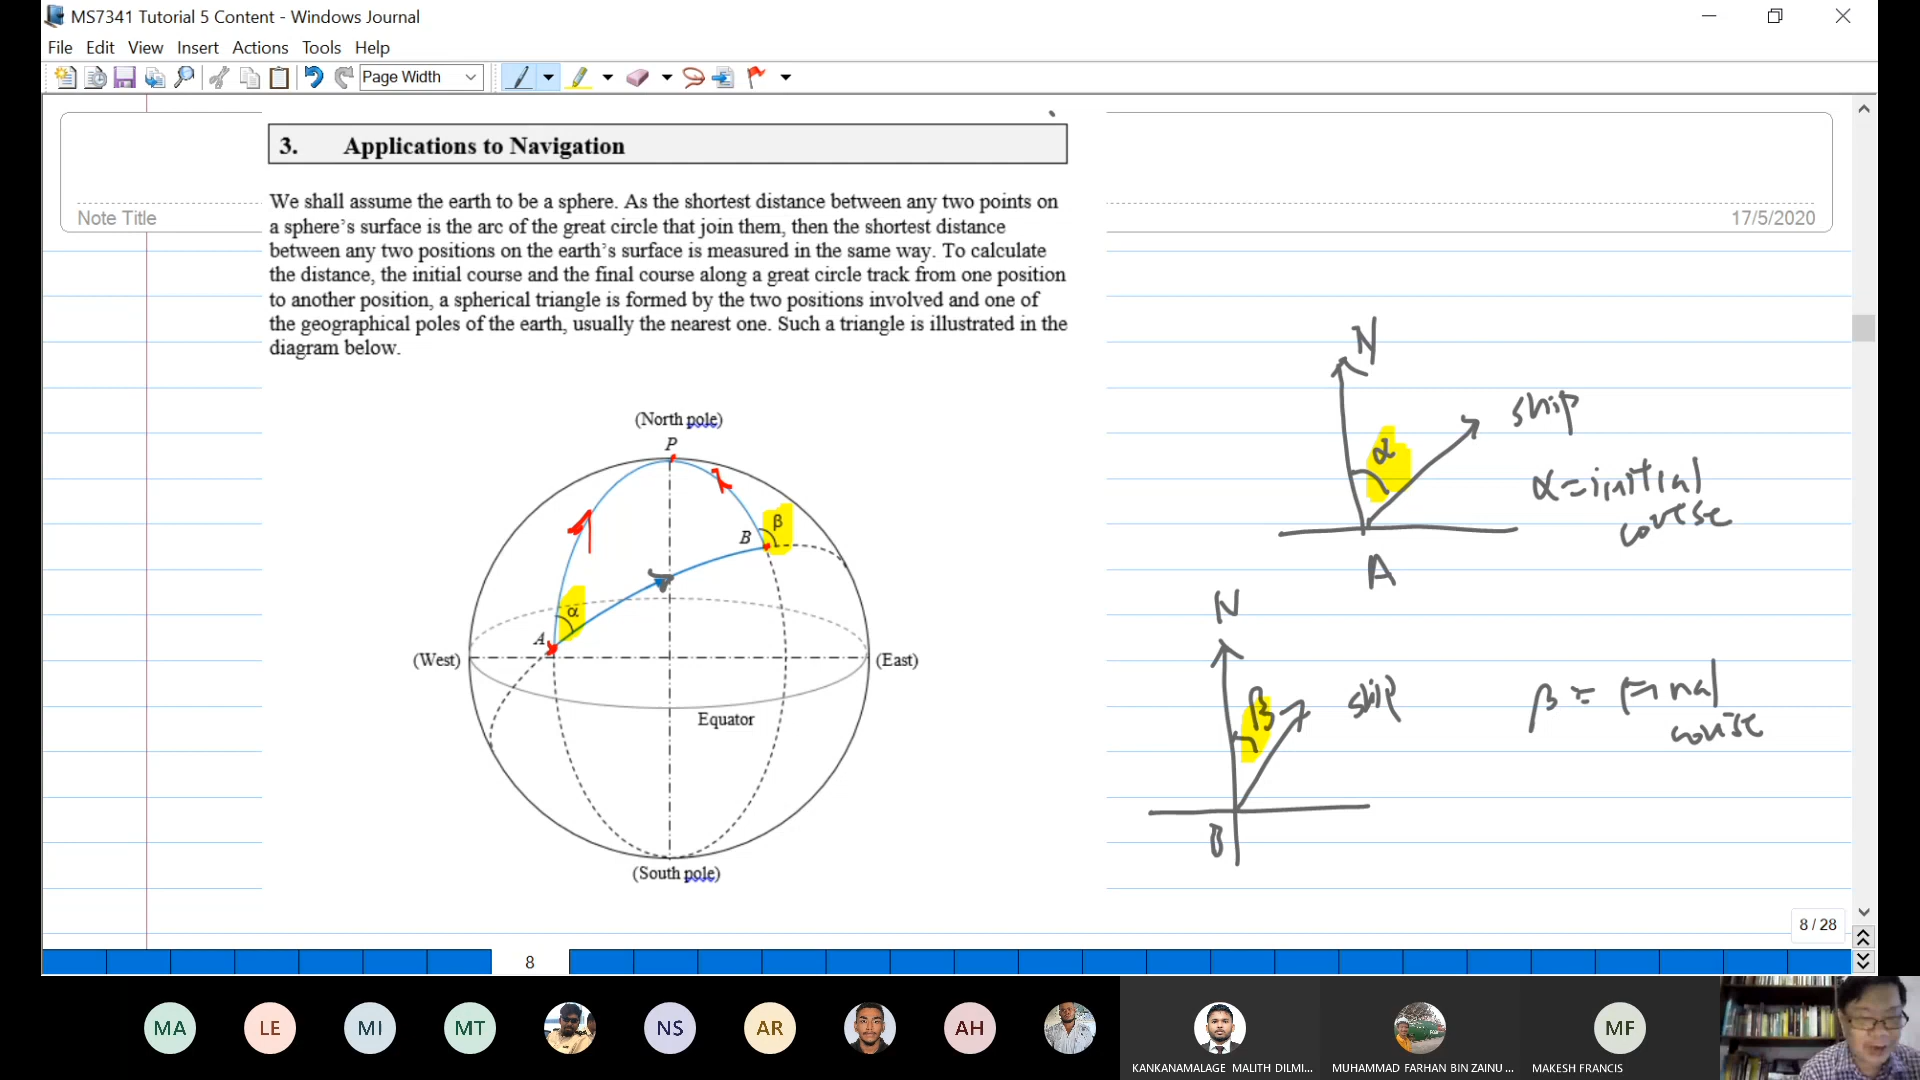 MS7341 Tutorial 5 Content - Windows Journal
File Edit View Insert Actions Tools Help
Page Width
Note Title
17/5/2020
3. Applications to Navigation
We shall assume the earth to be a sphere. As the shortest distance between any two points on
a sphere's surface is the arc of the great circle that join them, then the shortest distance
between any two positions on the earth's surface is measured in the same way. To calculate
the distance, the initial course and the final course along a great circle track from one position
to another position, a spherical triangle is formed by the two positions involved and one of
the geographical poles of the earth, usually the nearest one. Such a triangle is illustrated in the
diagram below.
(North pole)
P
B
β
α
A
(West)
(East)
Equator
(South pole)
N
ship
α
α = initial
course
A
N
β
ship
β = Final
course
B
8 / 28
8
MA
LE
MI
MT
NS
AR
AH
MF
KANKANAMALAGE MALITH DILMI...
MUHAMMAD FARHAN BIN ZAINU...
MAKESH FRANCIS